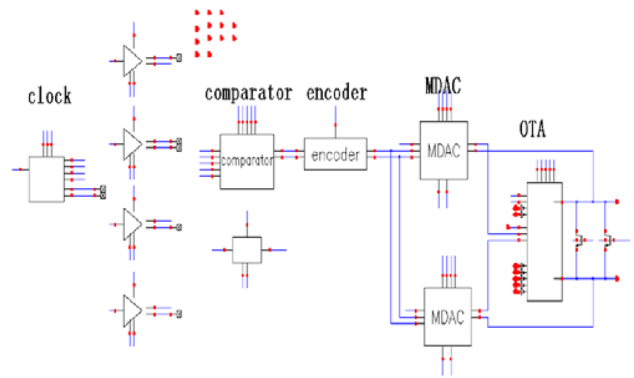 clock
comparator
encoder
MDAC
OTA
comparator
encoder
MDAC
MDAC